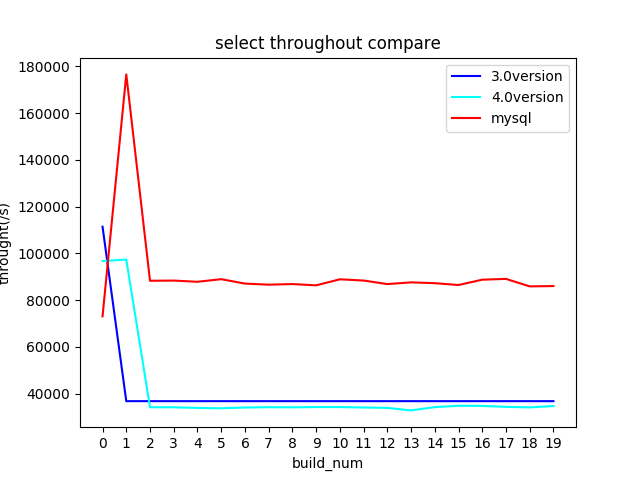 select throughout compare
180000
160000
140000
120000
100000
80000
60000
40000
throught(/s)
3.0version
4.0version
mysql
0 1 2 3 4 5 6 7 8 9 10 11 12 13 14 15 16 17 18 19
build_num